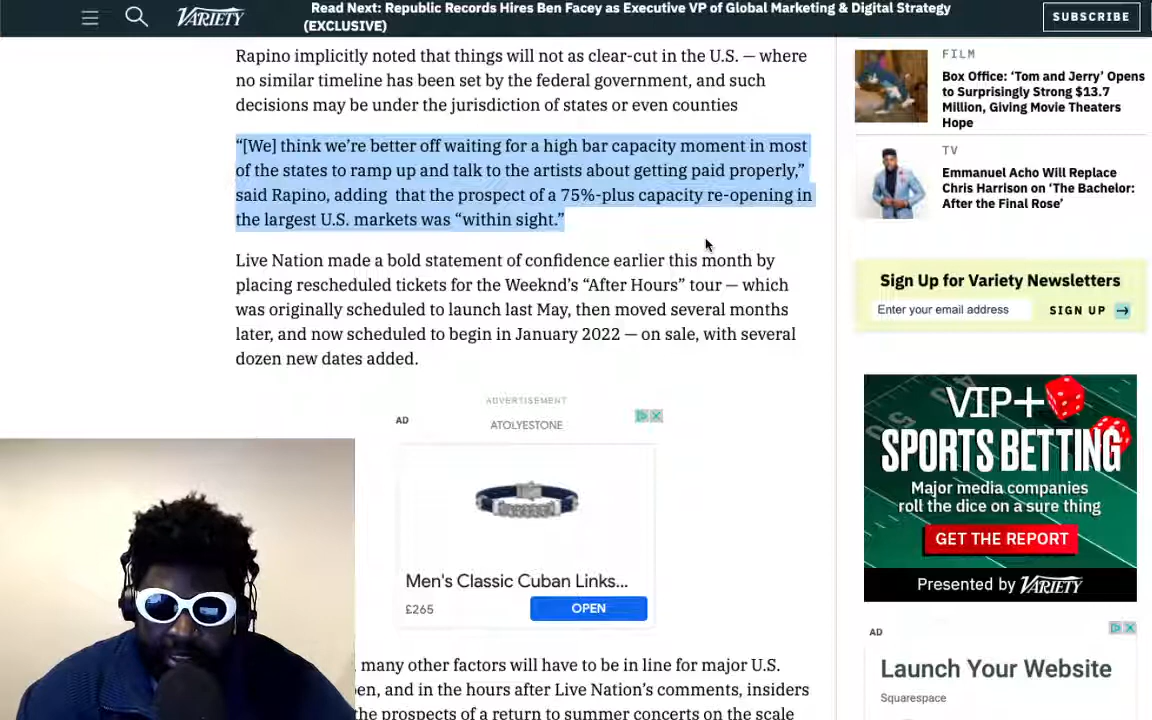 Read Next: Republic Records Hires Ben Facey as Executive VP of Global Marketing & Digital Strategy
(EXCLUSIVE)
VARIETY
SUBSCRIBE
Rapino implicitly noted that things will not as clear-cut in the U.S. — where
no similar timeline has been set by the federal government, and such
decisions may be under the jurisdiction of states or even counties
“[We] think we’re better off waiting for a high bar capacity moment in most
of the states to ramp up and talk to the artists about getting paid properly,”
said Rapino, adding that the prospect of a 75%-plus capacity re-opening in
the largest U.S. markets was “within sight.”
Live Nation made a bold statement of confidence earlier this month by
placing rescheduled tickets for the Weeknd’s “After Hours” tour — which
was originally scheduled to launch last May, then moved several months
later, and now scheduled to begin in January 2022 — on sale, with several
dozen new dates added.
ADVERTISEMENT
AD
ATOLYESTONE
Men's Classic Cuban Links...
£265
OPEN
many other factors will have to be in line for major U.S.
en, and in the hours after Live Nation’s comments, insiders
the prospects of a return to summer concerts on the scale
FILM
Box Office: ‘Tom and Jerry’ Opens
to Surprisingly Strong $13.7
Million, Giving Movie Theaters
Hope
TV
Emmanuel Acho Will Replace
Chris Harrison on ‘The Bachelor:
After the Final Rose’
Sign Up for Variety Newsletters
Enter your email address
SIGN UP
VIP+
SPORTS BETTING
Major media companies
roll the dice on a sure thing
GET THE REPORT
Presented by VARIETY
AD
Launch Your Website
Squarespace